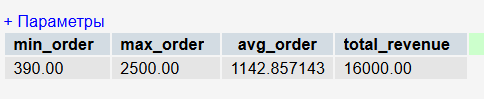 + Параметры
min_order max_order avg_order total_revenue
390.00 2500.00 1142.857143 16000.00